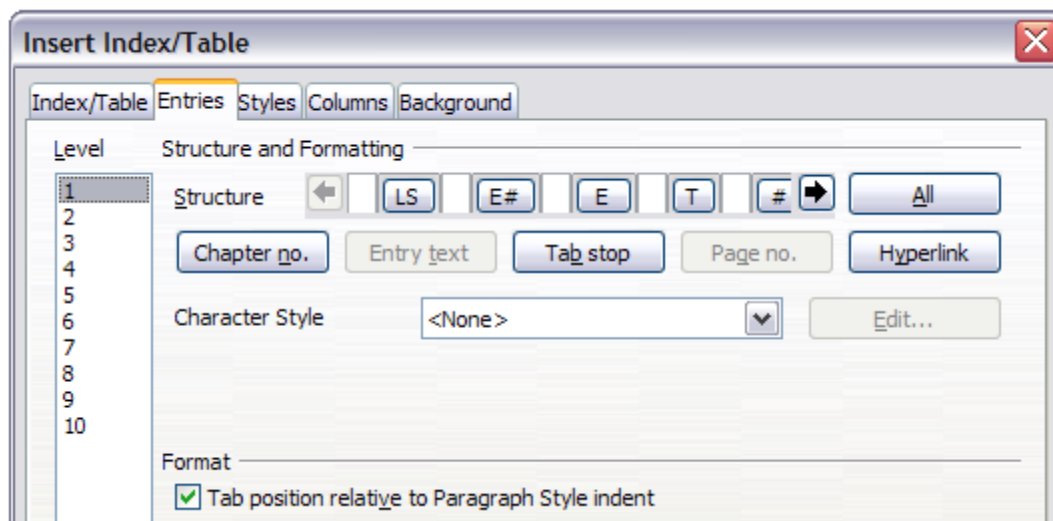 Insert Index/Table
Index/Table Entries Styles Columns Background
Level Structure and Formatting
1
2
3
4
5
6
7
8
9
10
Structure LS E# E T # All
Chapter no. Entry text Tab stop Page no. Hyperlink
Character Style <None> Edit...
Format
Tab position relative to Paragraph Style indent